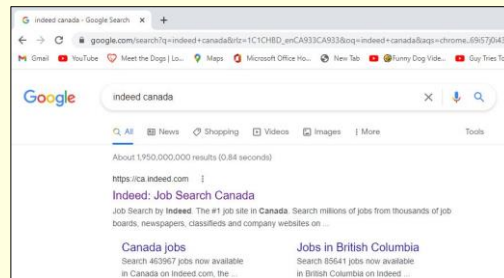 indeed canada - Google Search
google.com/search?q=indeed+canada&rlz=1C1CHBD_enCA933CA933&oq=indeed+canada&aqs=chrome..69i57j0i43
Gmail YouTube Meet the Dogs | Lo... Maps Microsoft Office Ho... New Tab @Funny Dog Vide... Guy Tries To
Google indeed canada
All News Shopping Videos Images More Tools
About 1,950,000,000 results (0.84 seconds)
https://ca.indeed.com
Indeed: Job Search Canada
Job Search by Indeed. The #1 job site in Canada. Search millions of jobs from thousands of job
boards, newspapers, classifieds and company websites on ...
Canada jobs Jobs in British Columbia
Search 463967 jobs now available Search 85641 jobs now available
in Canada on Indeed.com, the ... in British Columbia on Indeed ...